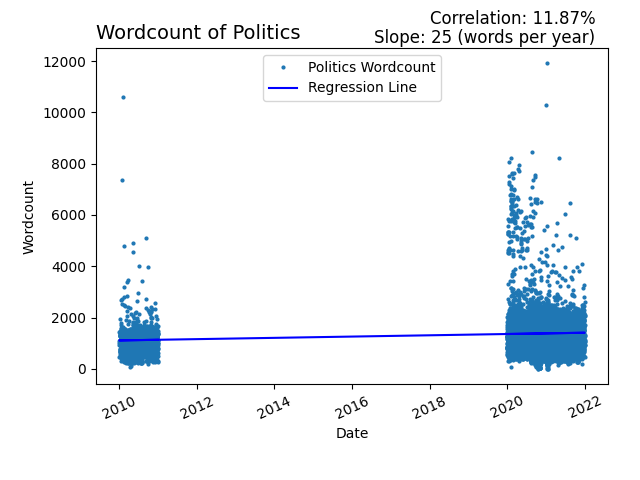 Wordcount of Politics
Correlation: 11.87%
Slope: 25 (words per year)
Politics Wordcount
Regression Line
12000
10000
8000
6000
4000
2000
0
Wordcount
2010
2012
2014
2016
2018
2020
2022
Date